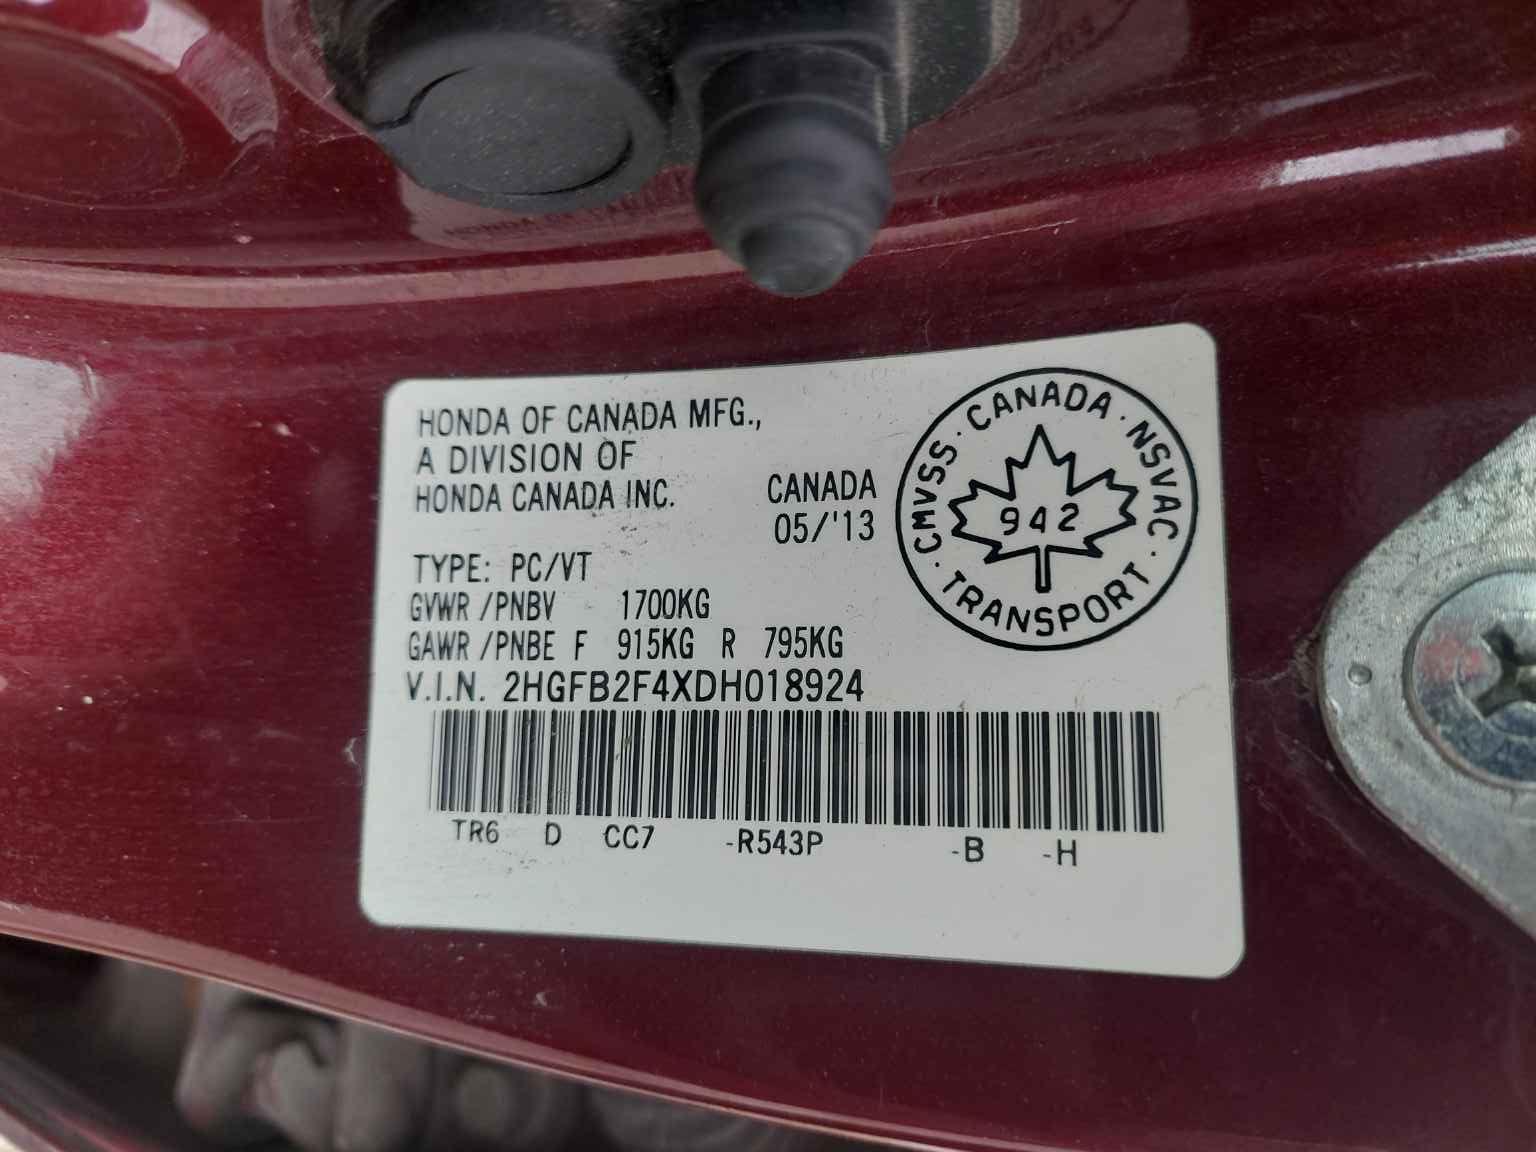 HONDA OF CANADA MFG.,
A DIVISION OF
HONDA CANADA INC.
CANADA
05/'13
TYPE: PC/VT
GVWR /PNBV 1700KG
GAWR /PNBE F 915KG R 795KG
V.I.N. 2HGFB2F4XDH018924
TR6 D CC7 -R543P -B -H
CMVSS · CANADA · NSVAC · TRANSPORT ·
942